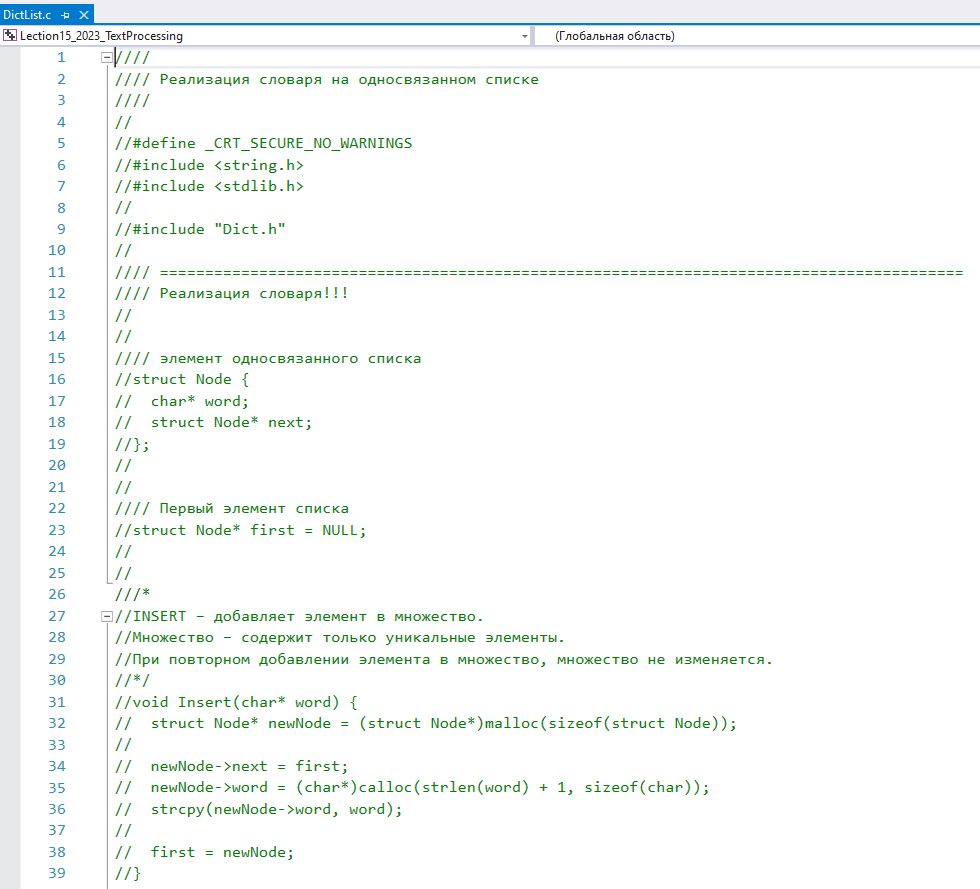 DictList.c
Lection15_2023_TextProcessing (Глобальная область)
1 ////
2 //// Реализация словаря на односвязанном списке
3 ////
4 //
5 //#define _CRT_SECURE_NO_WARNINGS
6 //#include <string.h>
7 //#include <stdlib.h>
8 //
9 //#include "Dict.h"
10 //
11 //// =========================================================================================
12 //// Реализация словаря!!!
13 //
14 //
15 //// элемент односвязанного списка
16 //struct Node {
17 //  char* word;
18 //  struct Node* next;
19 //};
20 //
21 //
22 //// Первый элемент списка
23 //struct Node* first = NULL;
24 //
25 //
26 ///*
27 //INSERT – добавляет элемент в множество.
28 //Множество – содержит только уникальные элементы.
29 //При повторном добавлении элемента в множество, множество не изменяется.
30 //*/
31 //void Insert(char* word) {
32 //  struct Node* newNode = (struct Node*)malloc(sizeof(struct Node));
33 //
34 //  newNode->next = first;
35 //  newNode->word = (char*)calloc(strlen(word) + 1, sizeof(char));
36 //  strcpy(newNode->word, word);
37 //
38 //  first = newNode;
39 //}